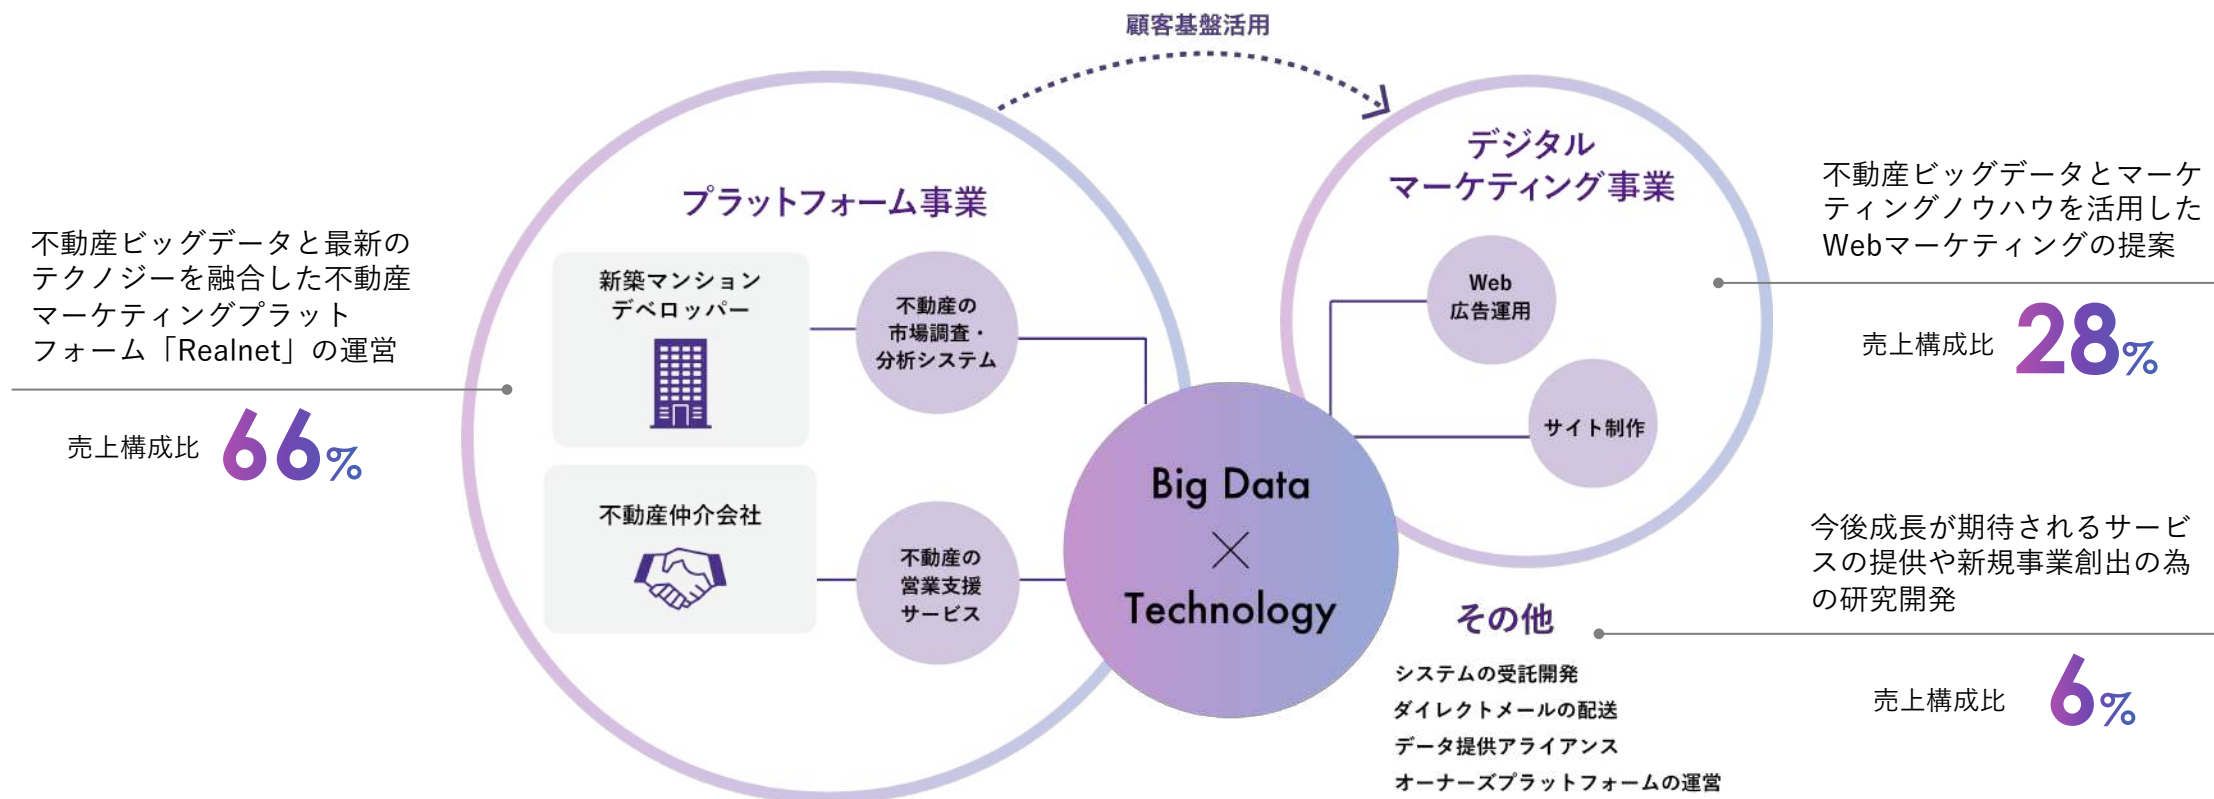 顧客基盤活用
不動産ビッグデータと最新の
テクノジーを融合した不動産
マーケティングプラット
フォーム「Realnet」の運営
売上構成比 66%
プラットフォーム事業
新築マンション
デベロッパー
不動産の
市場調査・
分析システム
不動産仲介会社
不動産の
営業支援
サービス
Big Data
×
Technology
デジタル
マーケティング事業
Web
広告運用
サイト制作
不動産ビッグデータとマーケ
ティングノウハウを活用した
Webマーケティングの提案
売上構成比 28%
その他
システムの受託開発
ダイレクトメールの配送
データ提供アライアンス
オーナーズプラットフォームの運営
今後成長が期待されるサービ
スの提供や新規事業創出の為
の研究開発
売上構成比 6%